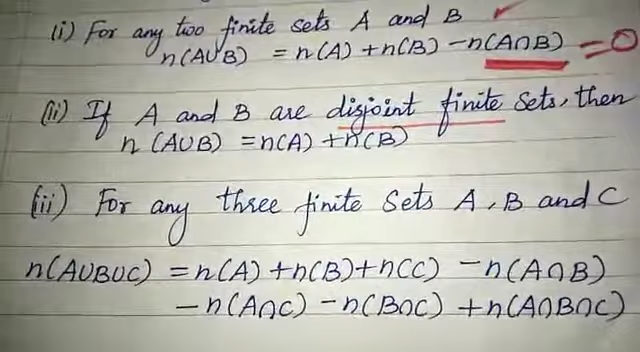 (i) For any two finite sets A and B
n(A∪B) = n(A) + n(B) - n(A∩B) = 0
(ii) If A and B are disjoint finite sets, then
n (A∪B) = n(A) + n(B)
(iii) For any three finite Sets A, B and C
n(A∪B∪C) = n(A) + n(B) + n(C) - n(A∩B)
- n(A∩C) - n(B∩C) + n(A∩B∩C)